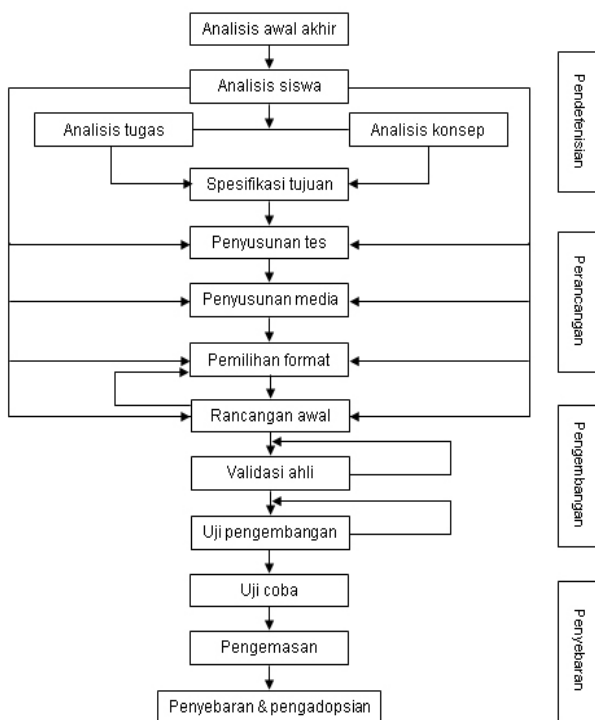 Analisis awal akhir
Analisis siswa
Analisis tugas
Analisis konsep
Spesifikasi tujuan
Penyusunan tes
Penyusunan media
Pemilihan format
Rancangan awal
Validasi ahli
Uji pengembangan
Uji coba
Pengemasan
Penyebaran & pengadopsian
Pendefenisian
Perancangan
Pengembangan
Penyebaran